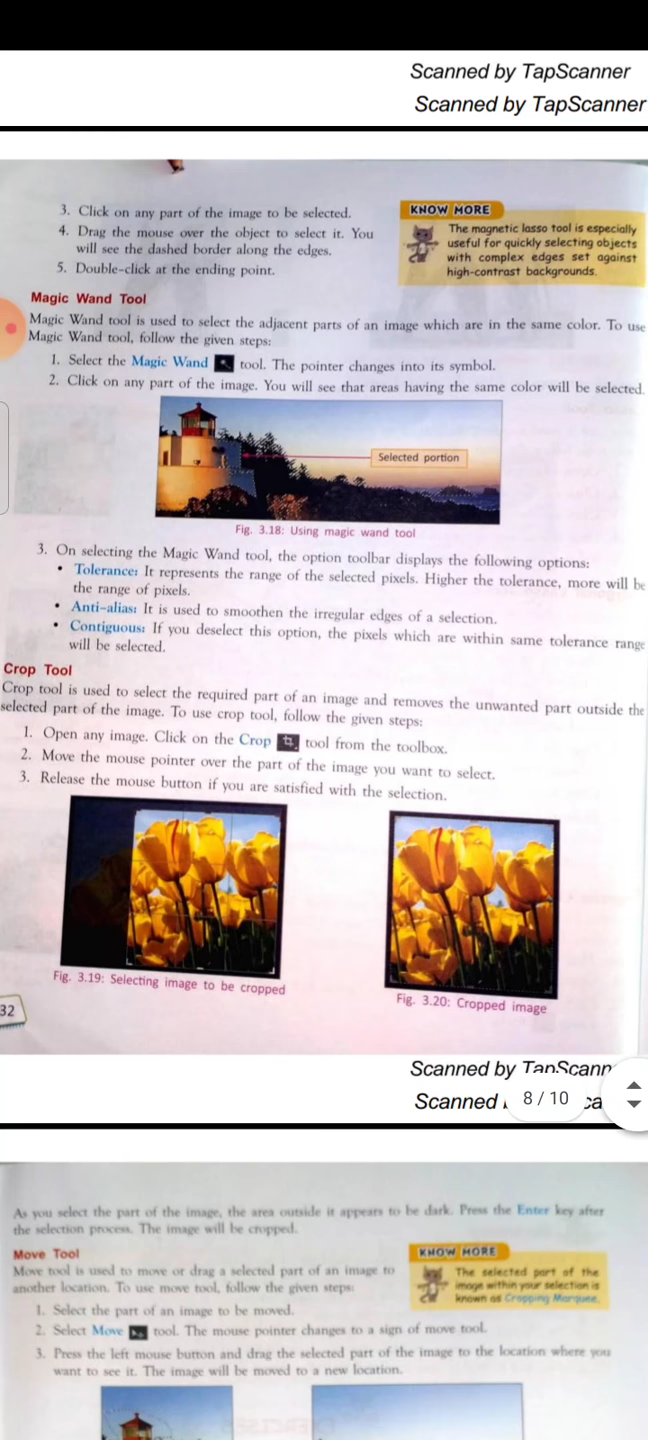 Scanned by TapScanner
Scanned by TapScanner
3. Click on any part of the image to be selected.
4. Drag the mouse over the object to select it. You
will see the dashed border along the edges.
5. Double-click at the ending point.
KNOW MORE
The magnetic lasso tool is especially
useful for quickly selecting objects
with complex edges set against
high-contrast backgrounds.
Magic Wand Tool
Magic Wand tool is used to select the adjacent parts of an image which are in the same color. To use
Magic Wand tool, follow the given steps:
1. Select the Magic Wand tool. The pointer changes into its symbol.
2. Click on any part of the image. You will see that areas having the same color will be selected.
Selected portion
Fig. 3.18: Using magic wand tool
3. On selecting the Magic Wand tool, the option toolbar displays the following options:
• Tolerance: It represents the range of the selected pixels. Higher the tolerance, more will be
the range of pixels.
• Anti-alias: It is used to smoothen the irregular edges of a selection.
• Contiguous: If you deselect this option, the pixels which are within same tolerance range
will be selected.
Crop Tool
Crop tool is used to select the required part of an image and removes the unwanted part outside the
selected part of the image. To use crop tool, follow the given steps:
1. Open any image. Click on the Crop tool from the toolbox.
2. Move the mouse pointer over the part of the image you want to select.
3. Release the mouse button if you are satisfied with the selection.
Fig. 3.19: Selecting image to be cropped
Fig. 3.20: Cropped image
32
Scanned by TapScann
Scanned
8 / 10
As you select the part of the image, the area outside it appears to be dark. Press the Enter key after
the selection process. The image will be cropped.
Move Tool
Move tool is used to move or drag a selected part of an image to
another location. To use move tool, follow the given steps:
KNOW MORE
The selected part of the
image within your selection is
known as Cropping Marquee.
1. Select the part of an image to be moved.
2. Select Move tool. The mouse pointer changes to a sign of move tool.
3. Press the left mouse button and drag the selected part of the image to the location where you
want to see it. The image will be moved to a new location.